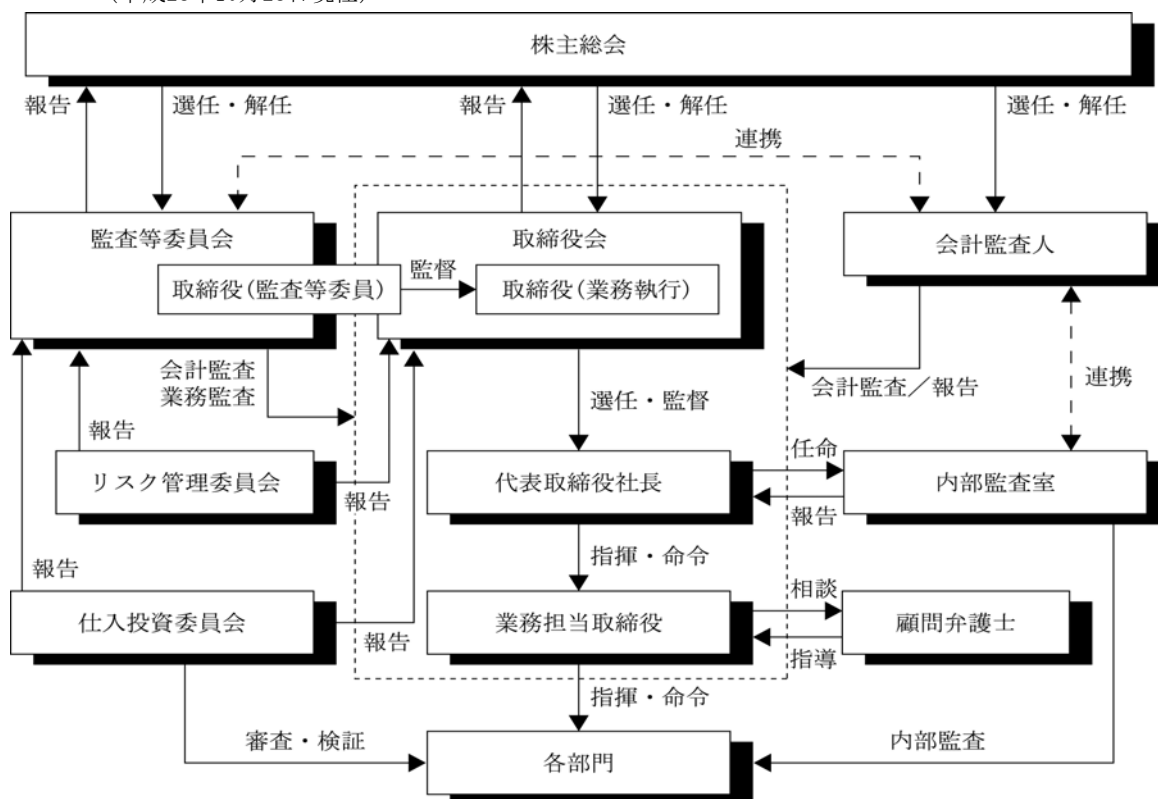 株主総会
報告
選任・解任
報告
選任・解任
選任・解任
連携
監査等委員会
取締役会
会計監査人
取締役(監査等委員)
監督
取締役(業務執行)
会計監査
業務監査
会計監査／報告
連携
選任・監督
報告
リスク管理委員会
報告
代表取締役社長
任命
報告
内部監査室
指揮・命令
報告
仕入投資委員会
報告
業務担当取締役
相談
指導
顧問弁護士
指揮・命令
審査・検証
各部門
内部監査